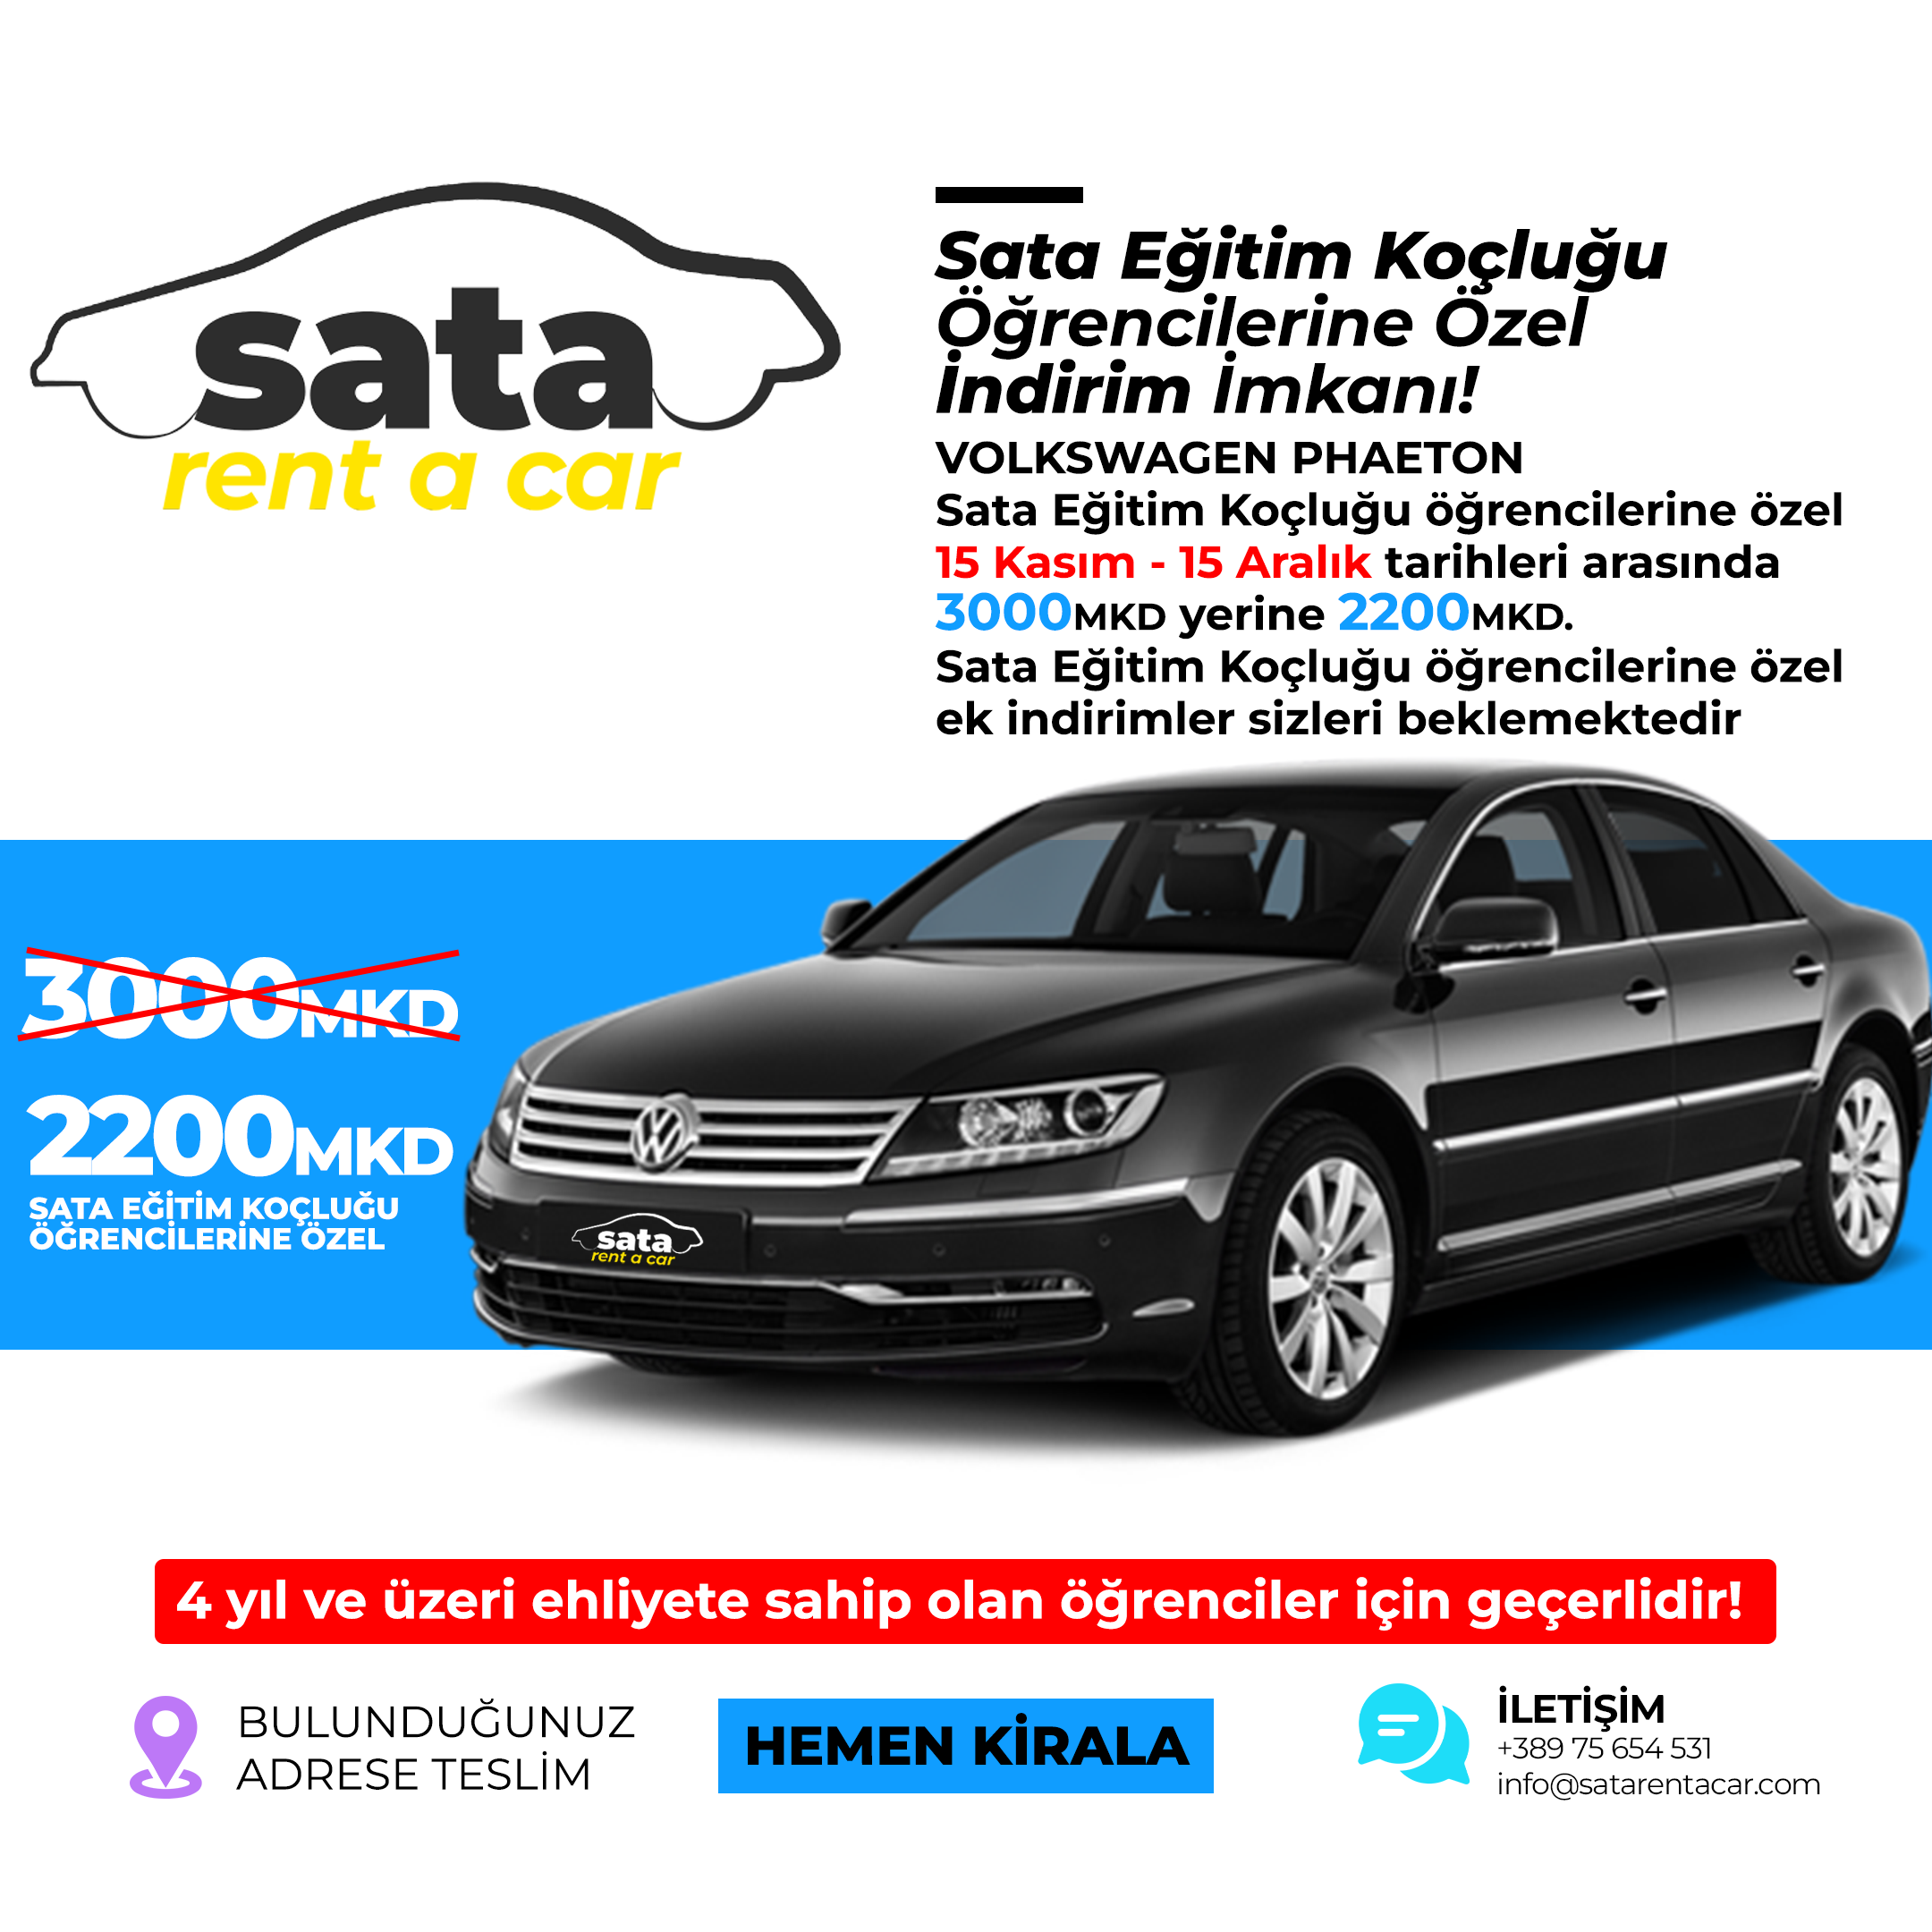 sata
rent a car
Sata Eğitim Koçluğu
Öğrencilerine Özel
İndirim İmkanı!
VOLKSWAGEN PHAETON
Sata Eğitim Koçluğu öğrencilerine özel
15 Kasım - 15 Aralık tarihleri arasında
3000MKD yerine 2200MKD.
Sata Eğitim Koçluğu öğrencilerine özel
ek indirimler sizleri beklemektedir
3000MKD
2200MKD
SATA EĞİTİM KOÇLUĞU
ÖĞRENCİLERİNE ÖZEL
sata
rent a car
4 yıl ve üzeri ehliyete sahip olan öğrenciler için geçerlidir!
BULUNDUĞUNUZ
ADRESE TESLİM
HEMEN KİRALA
İLETİŞİM
+389 75 654 531
info@satarentacar.com